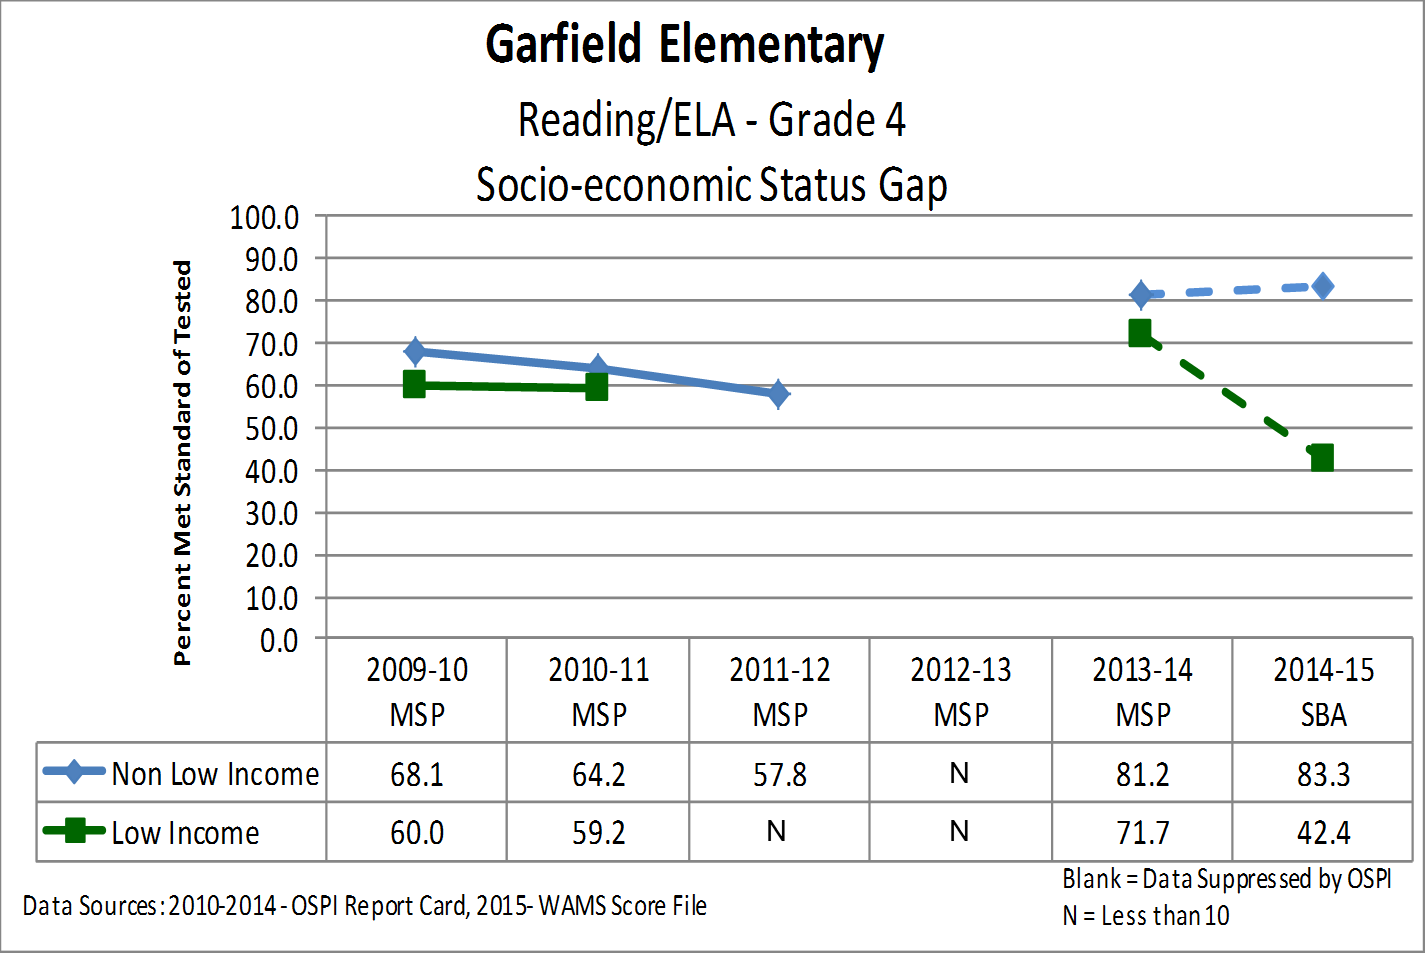 Garfield Elementary
Reading/ELA - Grade 4
Socio-economic Status Gap
Percent Met Standard of Tested
100.0
90.0
80.0
70.0
60.0
50.0
40.0
30.0
20.0
10.0
0.0
2009-10 2010-11 2011-12 2012-13 2013-14 2014-15
MSP MSP MSP MSP MSP SBA
Non Low Income 68.1 64.2 57.8 N 81.2 83.3
Low Income 60.0 59.2 N N 71.7 42.4
Blank = Data Suppressed by OSPI
Data Sources: 2010-2014 - OSPI Report Card, 2015- WAMS Score File
N = Less than 10